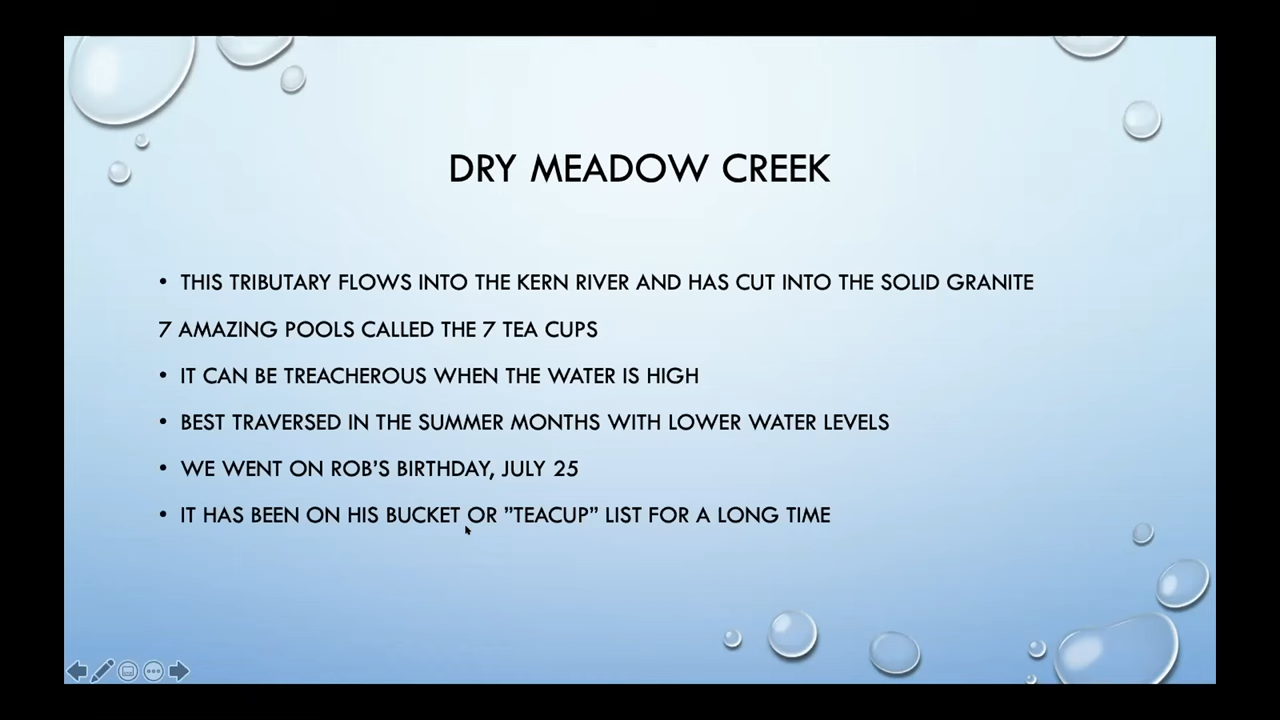 DRY MEADOW CREEK
• THIS TRIBUTARY FLOWS INTO THE KERN RIVER AND HAS CUT INTO THE SOLID GRANITE
7 AMAZING POOLS CALLED THE 7 TEA CUPS
• IT CAN BE TREACHEROUS WHEN THE WATER IS HIGH
• BEST TRAVERSED IN THE SUMMER MONTHS WITH LOWER WATER LEVELS
• WE WENT ON ROB’S BIRTHDAY, JULY 25
• IT HAS BEEN ON HIS BUCKET OR ”TEACUP” LIST FOR A LONG TIME